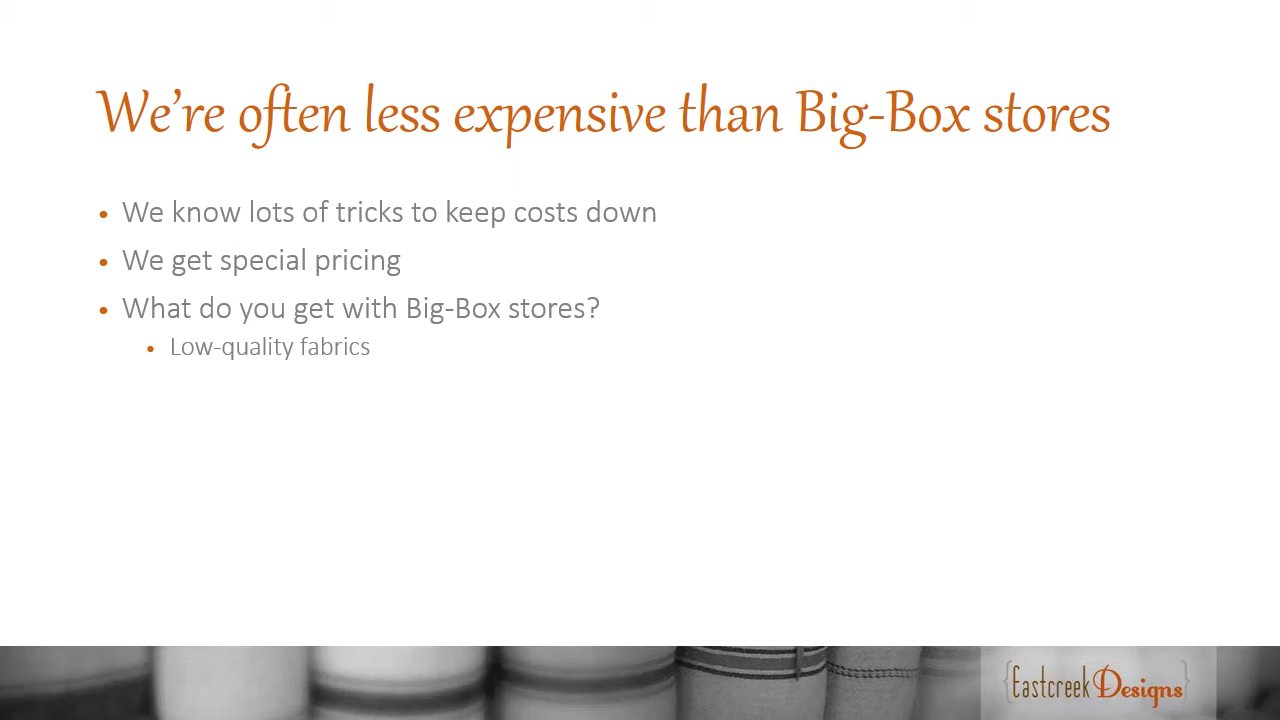 We're often less expensive than Big-Box stores
• We know lots of tricks to keep costs down
• We get special pricing
• What do you get with Big-Box stores?
• Low-quality fabrics
{Eastcreek Designs}